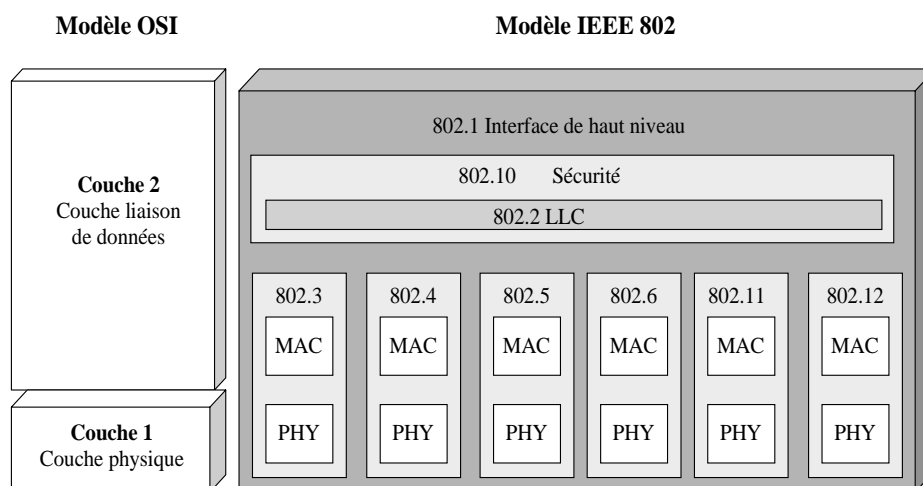 Modèle OSI
Modèle IEEE 802
Couche 2
Couche liaison
de données
Couche 1
Couche physique
802.1 Interface de haut niveau
802.10 Sécurité
802.2 LLC
802.3
MAC
PHY
802.4
MAC
PHY
802.5
MAC
PHY
802.6
MAC
PHY
802.11
MAC
PHY
802.12
MAC
PHY